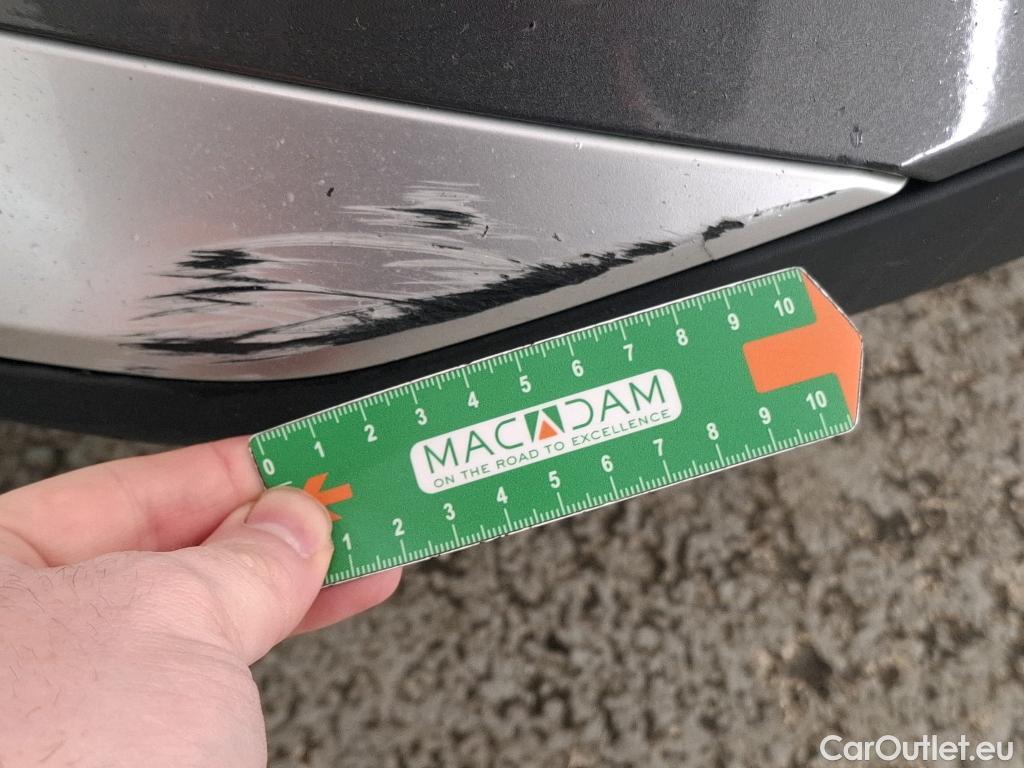 0 1 2 3 4 5 6 7 8 9 10
MACADAM
ON THE ROAD TO EXCELLENCE
1 2 3 4 5 6 7 8 9 10
CarOutlet.eu